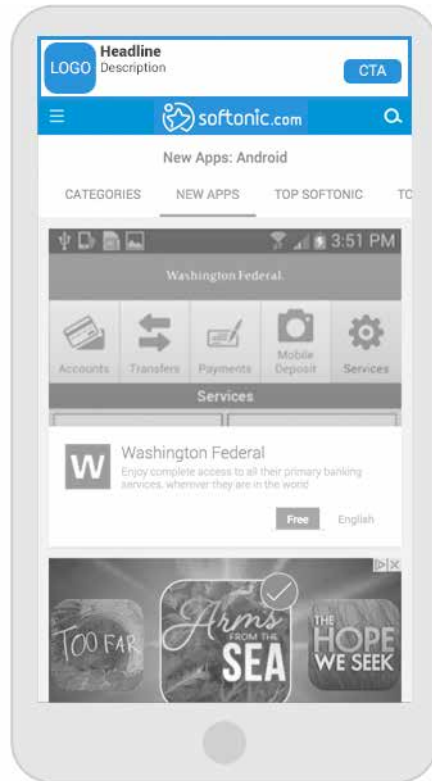 Headline
LOGO Description
CTA
softonic.com
New Apps: Android
CATEGORIES NEW APPS TOP SOFTONIC TC
3:51 PM
Washington Federal.
Accounts Transfers Payments Mobile Deposit Services
Services
W
Washington Federal
Enjoy complete access to all their primary banking
services, wherever they are in the world
Free English
TOO FAR
Arms
FROM THE
SEA
THE
HOPE
WE SEEK